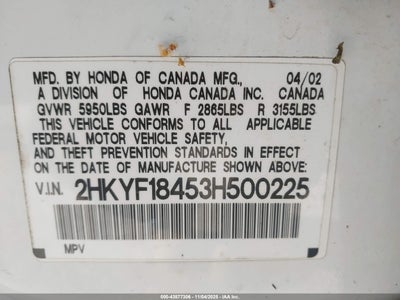 MFD. BY HONDA OF CANADA MFG., 04/02
A DIVISION OF HONDA CANADA INC. CANADA
GVWR 5950LBS GAWR F 2865LBS R 3155LBS
THIS VEHICLE CONFORMS TO ALL APPLICABLE
FEDERAL MOTOR VEHICLE SAFETY,
AND THEFT PREVENTION STANDARDS IN EFFECT
ON THE DATE OF MANUFACTURE SHOWN ABOVE.
V.I.N. 2HKYF18453H500225
MPV
000-43877306 - 11/04/2025 - IAA Inc.